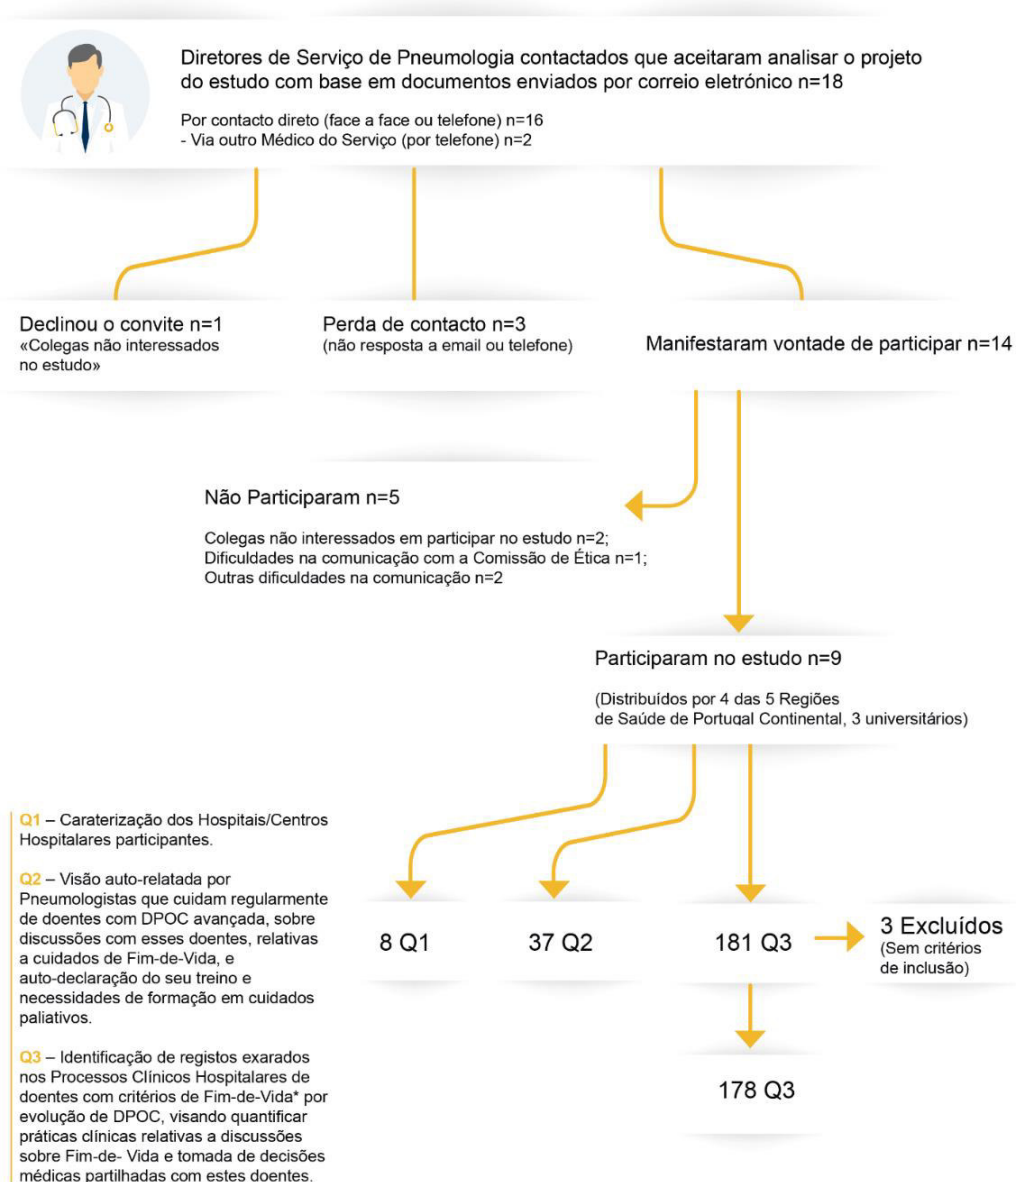 Diretores de Serviço de Pneumologia contactados que aceitaram analisar o projeto
do estudo com base em documentos enviados por correio eletrónico n=18
Por contacto direto (face a face ou telefone) n=16
- Via outro Médico do Serviço (por telefone) n=2
Declinou o convite n=1
«Colegas não interessados
no estudo»
Perda de contacto n=3
(não resposta a email ou telefone)
Manifestaram vontade de participar n=14
Não Participaram n=5
Colegas não interessados em participar no estudo n=2;
Dificuldades na comunicação com a Comissão de Ética n=1;
Outras dificuldades na comunicação n=2
Participaram no estudo n=9
(Distribuídos por 4 das 5 Regiões
de Saúde de Portugal Continental, 3 universitários)
Q1 – Caraterização dos Hospitais/Centros
Hospitalares participantes.
Q2 – Visão auto-relatada por
Pneumologistas que cuidam regularmente
de doentes com DPOC avançada, sobre
discussões com esses doentes, relativas
a cuidados de Fim-de-Vida, e
auto-declaração do seu treino e
necessidades de formação em cuidados
paliativos.
Q3 – Identificação de registos exarados
nos Processos Clínicos Hospitalares de
doentes com critérios de Fim-de-Vida* por
evolução de DPOC, visando quantificar
práticas clínicas relativas a discussões
sobre Fim-de- Vida e tomada de decisões
médicas partilhadas com estes doentes.
8 Q1
37 Q2
181 Q3
3 Excluídos
(Sem critérios
de inclusão)
178 Q3